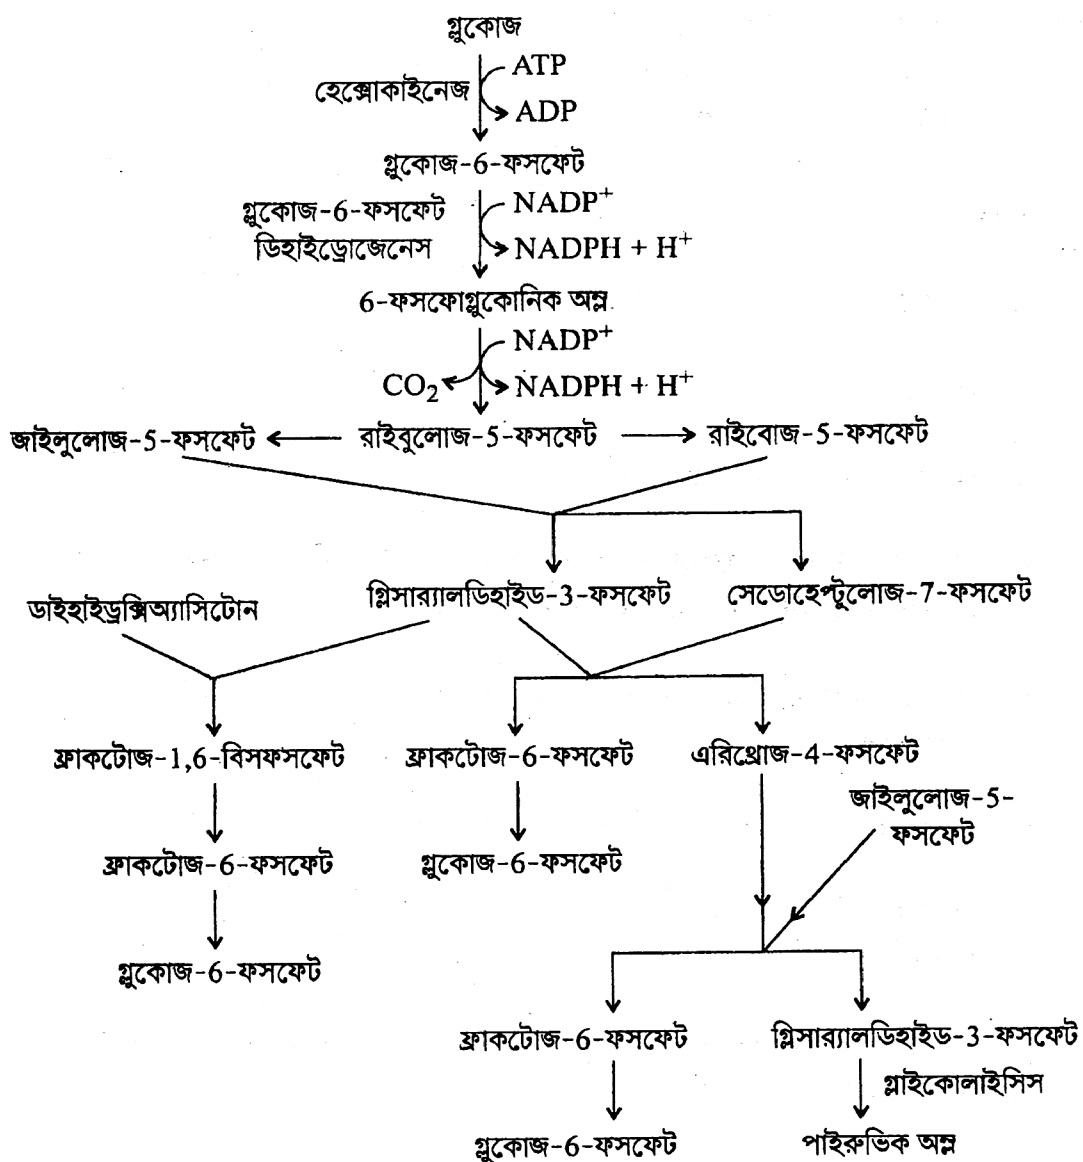 গ্লুকোজ
ATP
হেক্সোকাইনেজ
ADP
গ্লুকোজ-6-ফসফেট
গ্লুকোজ-6-ফসফেট
ডিহাইড্রোজেনেস
NADP⁺
NADPH + H⁺
6-ফসফোগ্লুকোনিক অম্ল
NADP⁺
CO₂
NADPH + H⁺
জাইলুলোজ-5-ফসফেট
রাইবুলোজ-5-ফসফেট
রাইবোজ-5-ফসফেট
ডাইহাইড্রক্সিঅ্যাসিটোন
গ্লিসার‍্যালডিহাইড-3-ফসফেট
সেডোহেপ্টুলোজ-7-ফসফেট
ফ্রাকটোজ-1,6-বিসফসফেট
ফ্রাকটোজ-6-ফসফেট
এরিথ্রোজ-4-ফসফেট
জাইলুলোজ-5-
ফসফেট
ফ্রাকটোজ-6-ফসফেট
গ্লুকোজ-6-ফসফেট
গ্লুকোজ-6-ফসফেট
ফ্রাকটোজ-6-ফসফেট
গ্লিসার‍্যালডিহাইড-3-ফসফেট
গ্লাইকোলাইসিস
গ্লুকোজ-6-ফসফেট
পাইরুভিক অম্ল